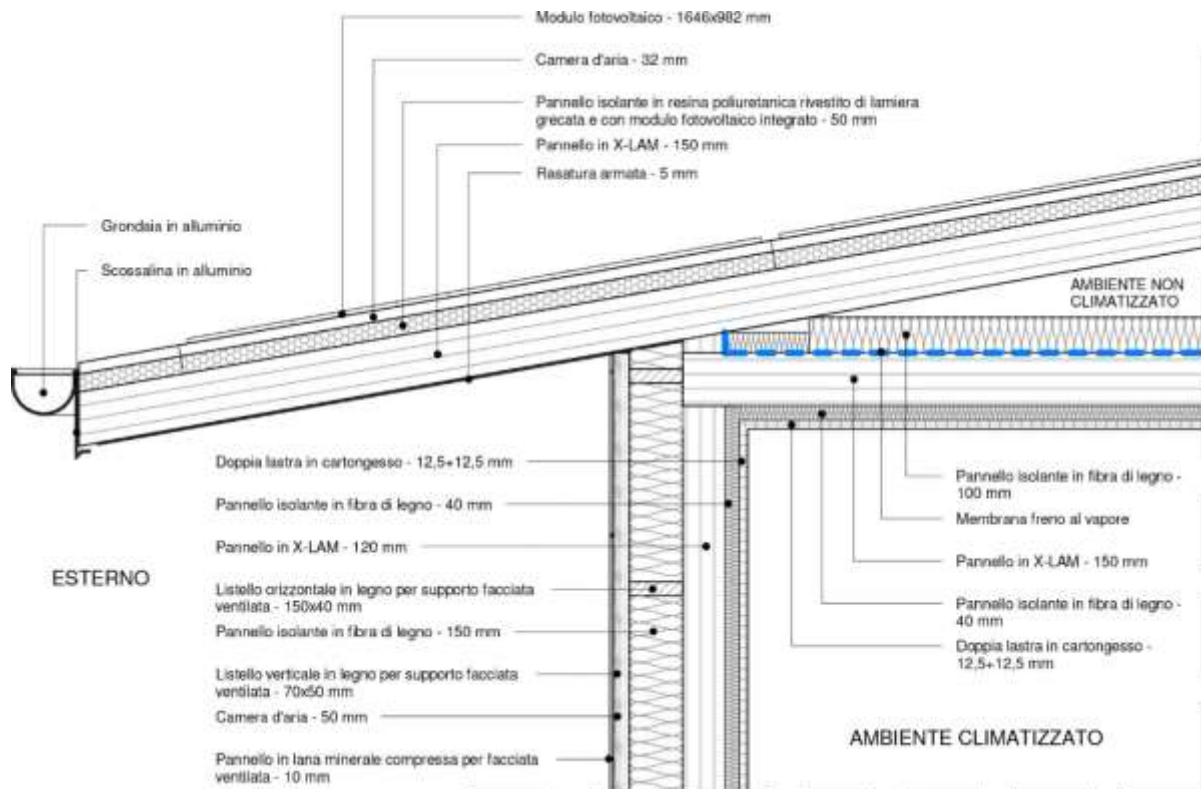 Modulo fotovoltaico - 1646x982 mm
Camera d'aria - 32 mm
Pannello isolante in resina poliuretanica rivestito di lamiera
grecata e con modulo fotovoltaico integrato - 50 mm
Pannello in X-LAM - 150 mm
Rasatura armata - 5 mm
Grondaia in alluminio
Scossalina in alluminio
AMBIENTE NON
CLIMATIZZATO
Doppia lastra in cartongesso - 12,5+12,5 mm
Pannello isolante in fibra di legno - 40 mm
Pannello in X-LAM - 120 mm
ESTERNO
Listello orizzontale in legno per supporto facciata
ventilata - 150x40 mm
Pannello isolante in fibra di legno - 150 mm
Listello verticale in legno per supporto facciata
ventilata - 70x50 mm
Camera d'aria - 50 mm
Pannello in lana minerale compressa per facciata
ventilata - 10 mm
Pannello isolante in fibra di legno -
100 mm
Membrana freno al vapore
Pannello in X-LAM - 150 mm
Pannello isolante in fibra di legno -
40 mm
Doppia lastra in cartongesso -
12,5+12,5 mm
AMBIENTE CLIMATIZZATO